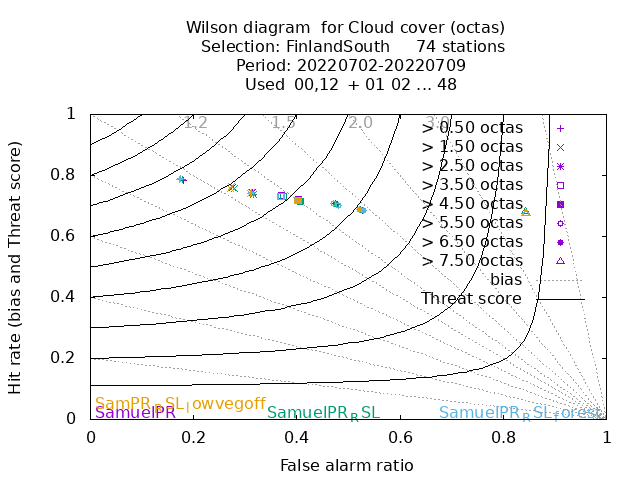 Wilson diagram  for Cloud cover (octas)
Selection: FinlandSouth     74 stations
Period: 20220702-20220709
Used  00,12  + 01 02 ... 48
1.2 1.5 2.0 3.0
> 0.50 octas
> 1.50 octas
> 2.50 octas
> 3.50 octas
> 4.50 octas
> 5.50 octas
> 6.50 octas
> 7.50 octas
bias
Threat score
1
0.8
0.6
0.4
0.2
0
Hit rate (bias and Threat score)
SamPR_RSL_lowvegoff
SamuelPR SamuelPR_RSL SamuelPR_RSL_forest
0 0.2 0.4 0.6 0.8 1
False alarm ratio